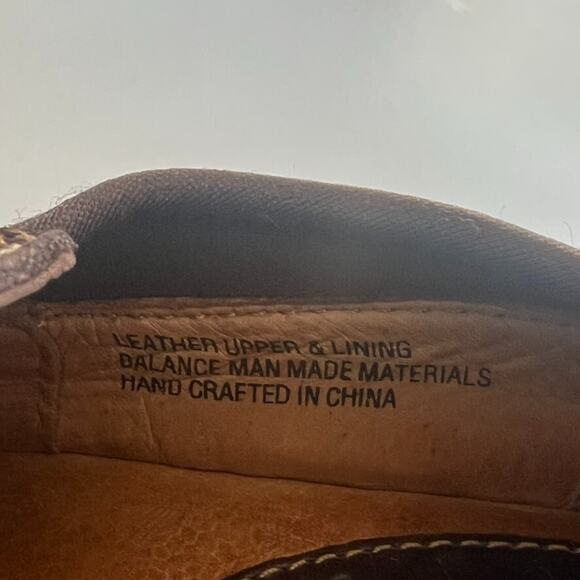 LEATHER UPPER & LINING
BALANCE MAN MADE MATERIALS
HAND CRAFTED IN CHINA